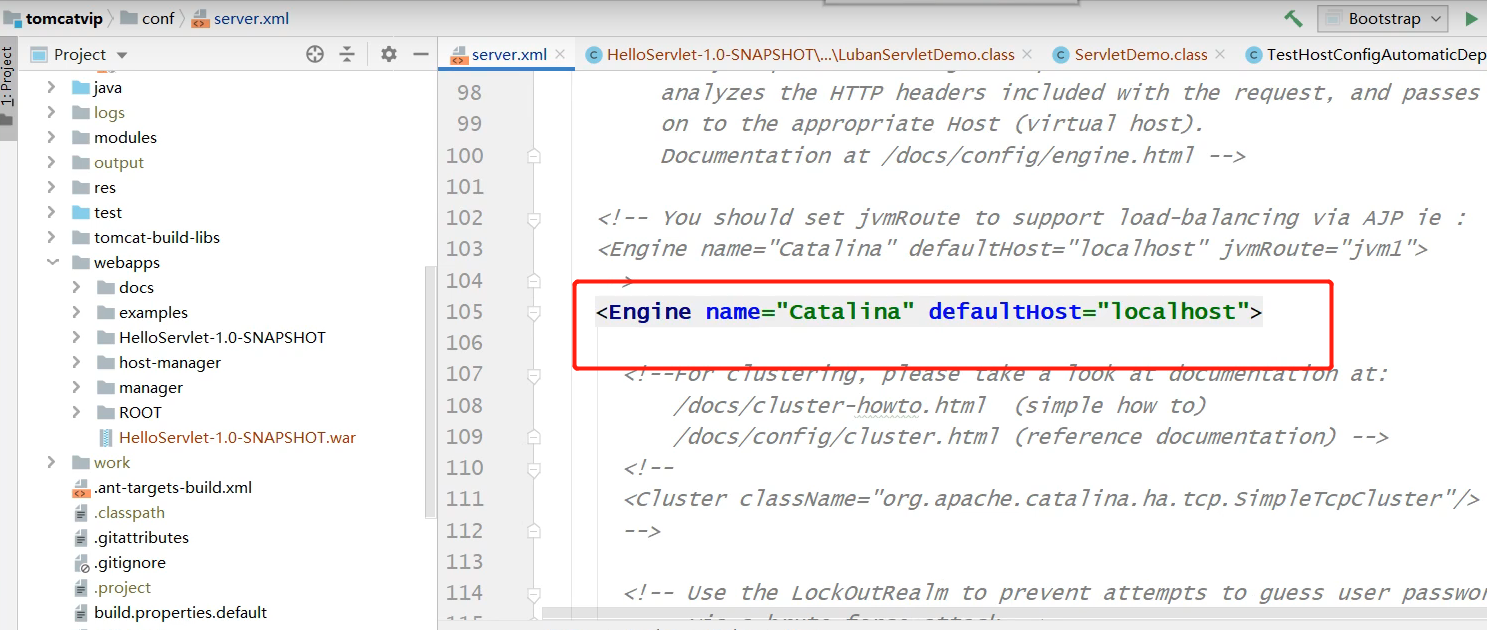 tomcatvip conf server.xml
Bootstrap
1: Project
Project
server.xml HelloServlet-1.0-SNAPSHOT\...\LubanServletDemo.class ServletDemo.class TestHostConfigAutomaticDep
java
logs
modules
output
res
test
tomcat-build-libs
webapps
docs
examples
HelloServlet-1.0-SNAPSHOT
host-manager
manager
ROOT
HelloServlet-1.0-SNAPSHOT.war
work
.ant-targets-build.xml
.classpath
.gitattributes
.gitignore
.project
build.properties.default
98 analyzes the HTTP headers included with the request, and passes
99 on to the appropriate Host (virtual host).
100 Documentation at /docs/config/engine.html -->
101
102 <!-- You should set jvmRoute to support load-balancing via AJP ie :
103 <Engine name="Catalina" defaultHost="localhost" jvmRoute="jvm1">
104 >
105 <Engine name="Catalina" defaultHost="localhost">
106
107 <!--For clustering, please take a look at documentation at:
108 /docs/cluster-howto.html (simple how to)
109 /docs/config/cluster.html (reference documentation) -->
110 <!--
111 <Cluster className="org.apache.catalina.ha.tcp.SimpleTcpCluster"/>
112 -->
113
114 <!-- Use the LockOutRealm to prevent attempts to guess user passwor